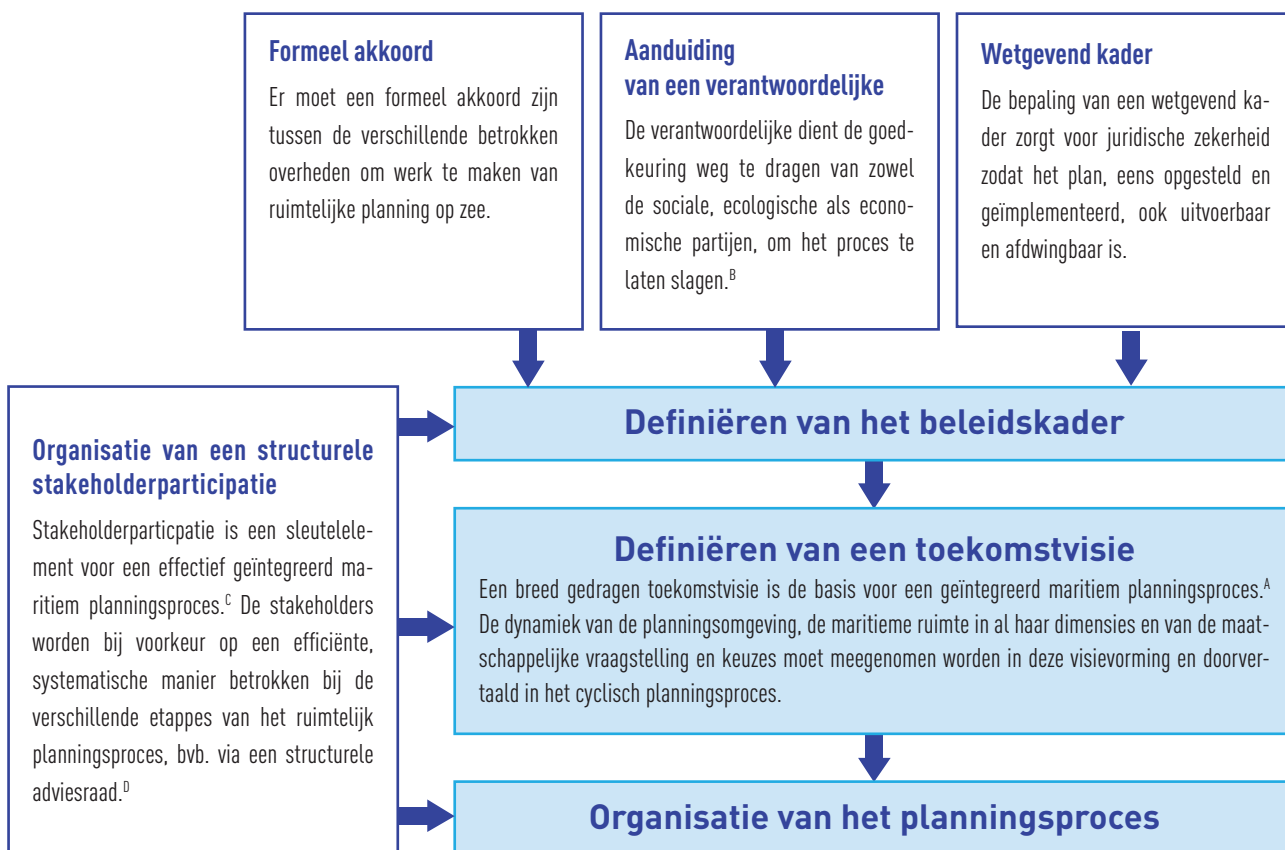 Formeel akkoord
Er moet een formeel akkoord zijn
tussen de verschillende betrokken
overheden om werk te maken van
ruimtelijke planning op zee.
Aanduiding
van een verantwoordelijke
De verantwoordelijke dient de goed-
keuring weg te dragen van zowel
de sociale, ecologische als econo-
mische partijen, om het proces te
laten slagen.ᴮ
Wetgevend kader
De bepaling van een wetgevend ka-
der zorgt voor juridische zekerheid
zodat het plan, eens opgesteld en
geïmplementeerd, ook uitvoerbaar
en afdwingbaar is.
Organisatie van een structurele
stakeholderparticipatie
Stakeholderparticpatie is een sleutelele-
ment voor een effectief geïntegreerd ma-
ritiem planningsproces.ᶜ De stakeholders
worden bij voorkeur op een efficiënte,
systematische manier betrokken bij de
verschillende etappes van het ruimtelijk
planningsproces, bvb. via een structurele
adviesraad.ᴰ
Definiëren van het beleidskader
Definiëren van een toekomstvisie
Een breed gedragen toekomstvisie is de basis voor een geïntegreerd maritiem planningsproces.ᴬ
De dynamiek van de planningsomgeving, de maritieme ruimte in al haar dimensies en van de maat-
schappelijke vraagstelling en keuzes moet meegenomen worden in deze visievorming en doorver-
taald in het cyclisch planningsproces.
Organisatie van het planningsproces